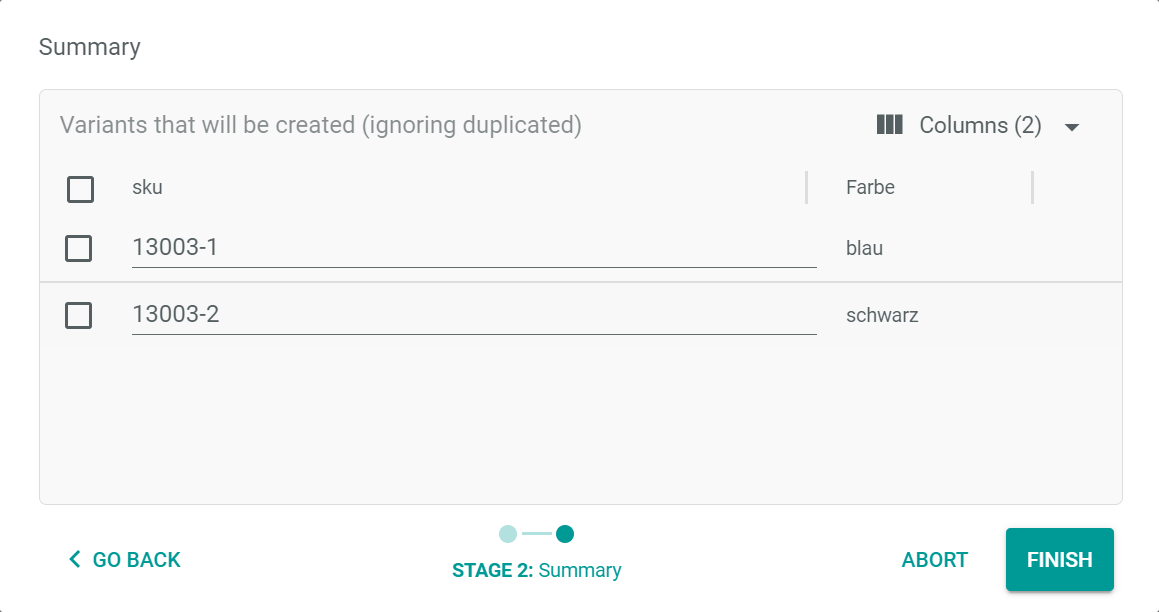 Summary
Variants that will be created (ignoring duplicated)
Columns (2)
sku
Farbe
13003-1
blau
13003-2
schwarz
GO BACK
STAGE 2: Summary
ABORT
FINISH